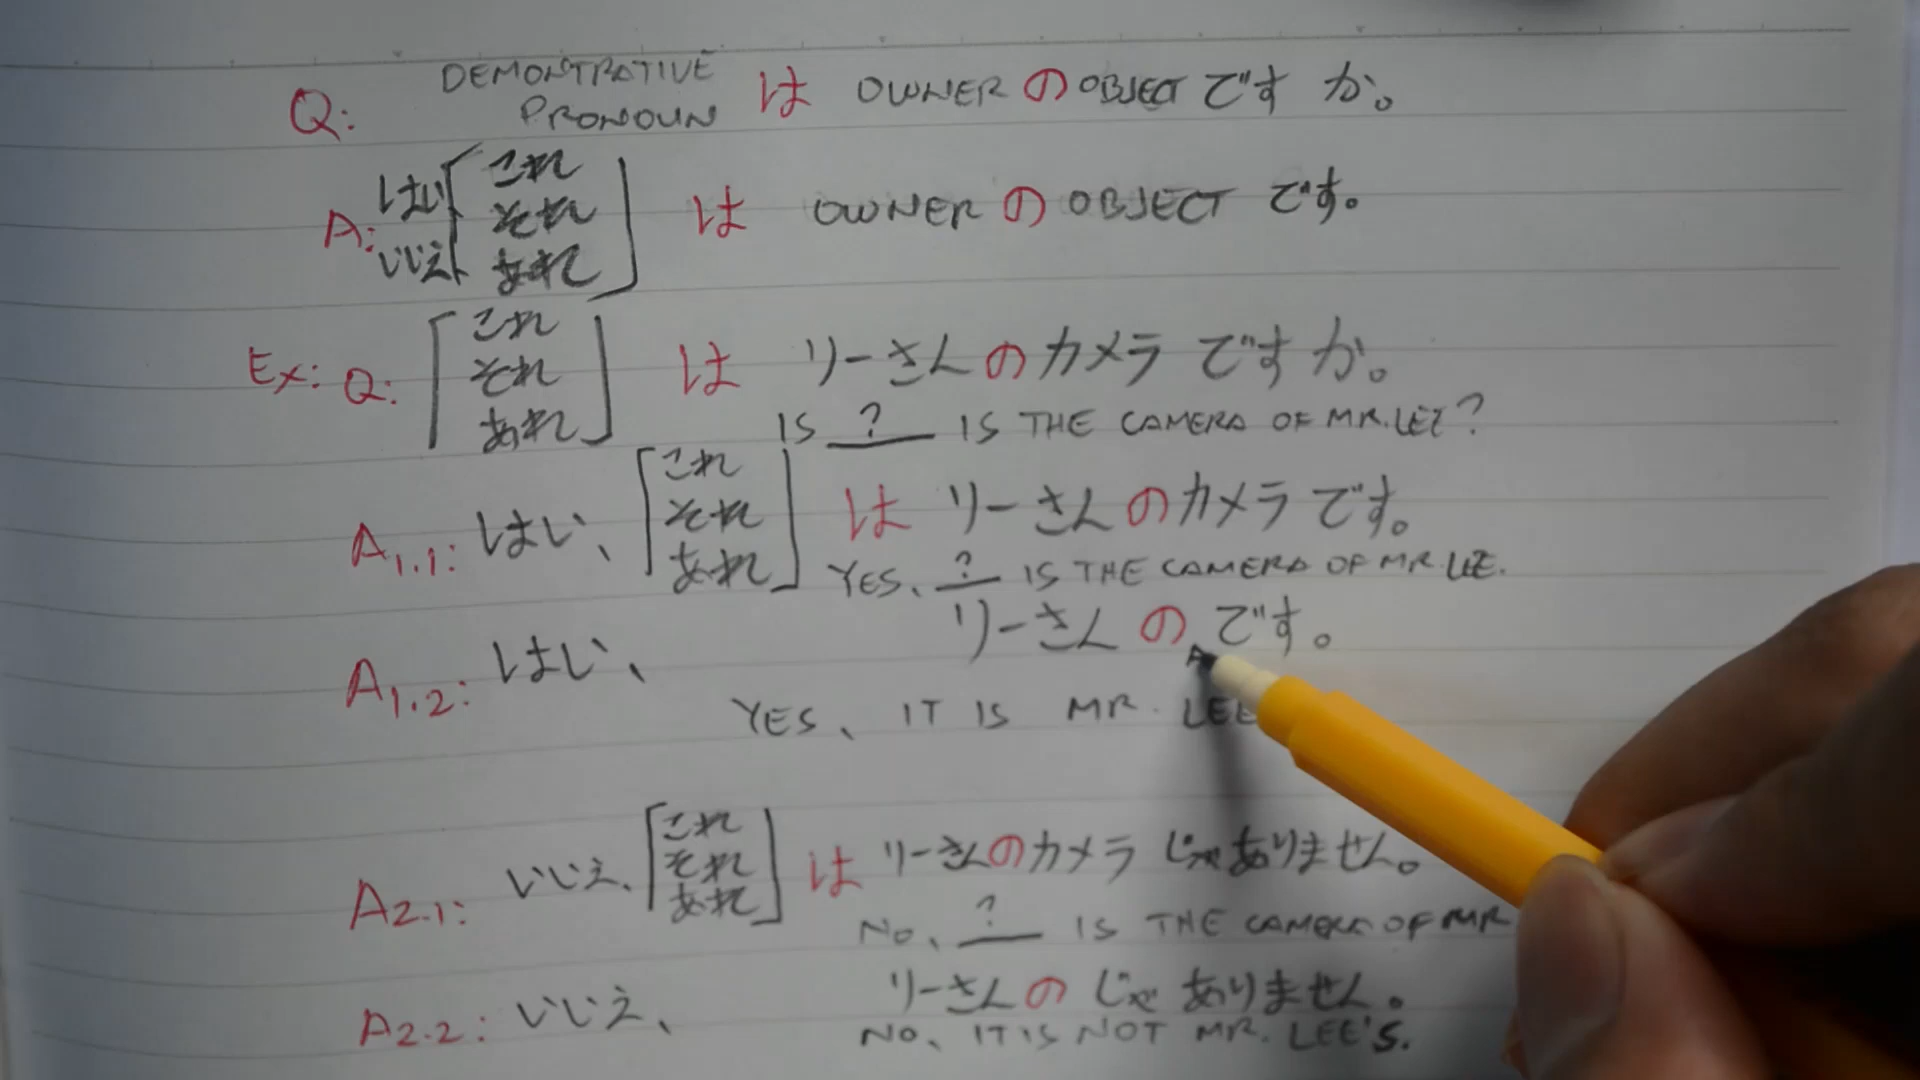 Q: DEMONSTRATIVE PRONOUN は OWNER の OBJECT ですか。
A: はい いいえ、 [これ それ あれ] は OWNER の OBJECT です。
Ex: Q: [これ それ あれ] は リーさんのカメラですか。
IS ? IS THE CAMERA OF MR. LEE?
A1.1: はい、 [これ それ あれ] は リーさんのカメラです。
YES、 ? IS THE CAMERA OF MR. LEE.
A1.2: はい、 リーさんのです。
YES、 IT IS MR. LEE
A2.1: いいえ、 [これ それ あれ] は リーさんのカメラ じゃありません。
NO、 ? IS THE CAMERA OF MR
A2.2: いいえ、 リーさんの じゃ ありません。
NO、 IT IS NOT MR. LEE'S.